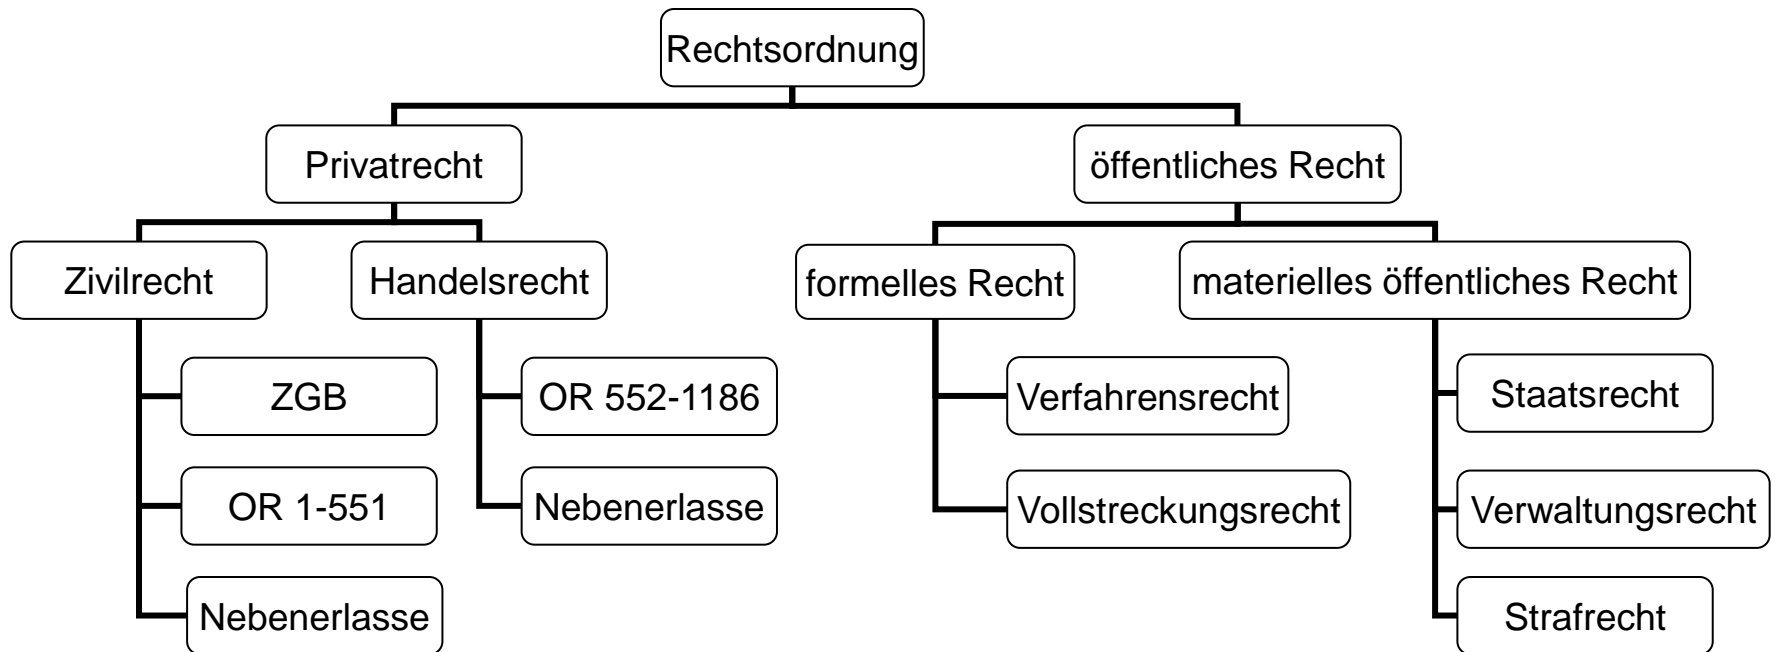 Rechtsordnung
Privatrecht
öffentliches Recht
Zivilrecht
Handelsrecht
formelles Recht
materielles öffentliches Recht
ZGB
OR 1-551
Nebenerlasse
OR 552-1186
Nebenerlasse
Verfahrensrecht
Vollstreckungsrecht
Staatsrecht
Verwaltungsrecht
Strafrecht